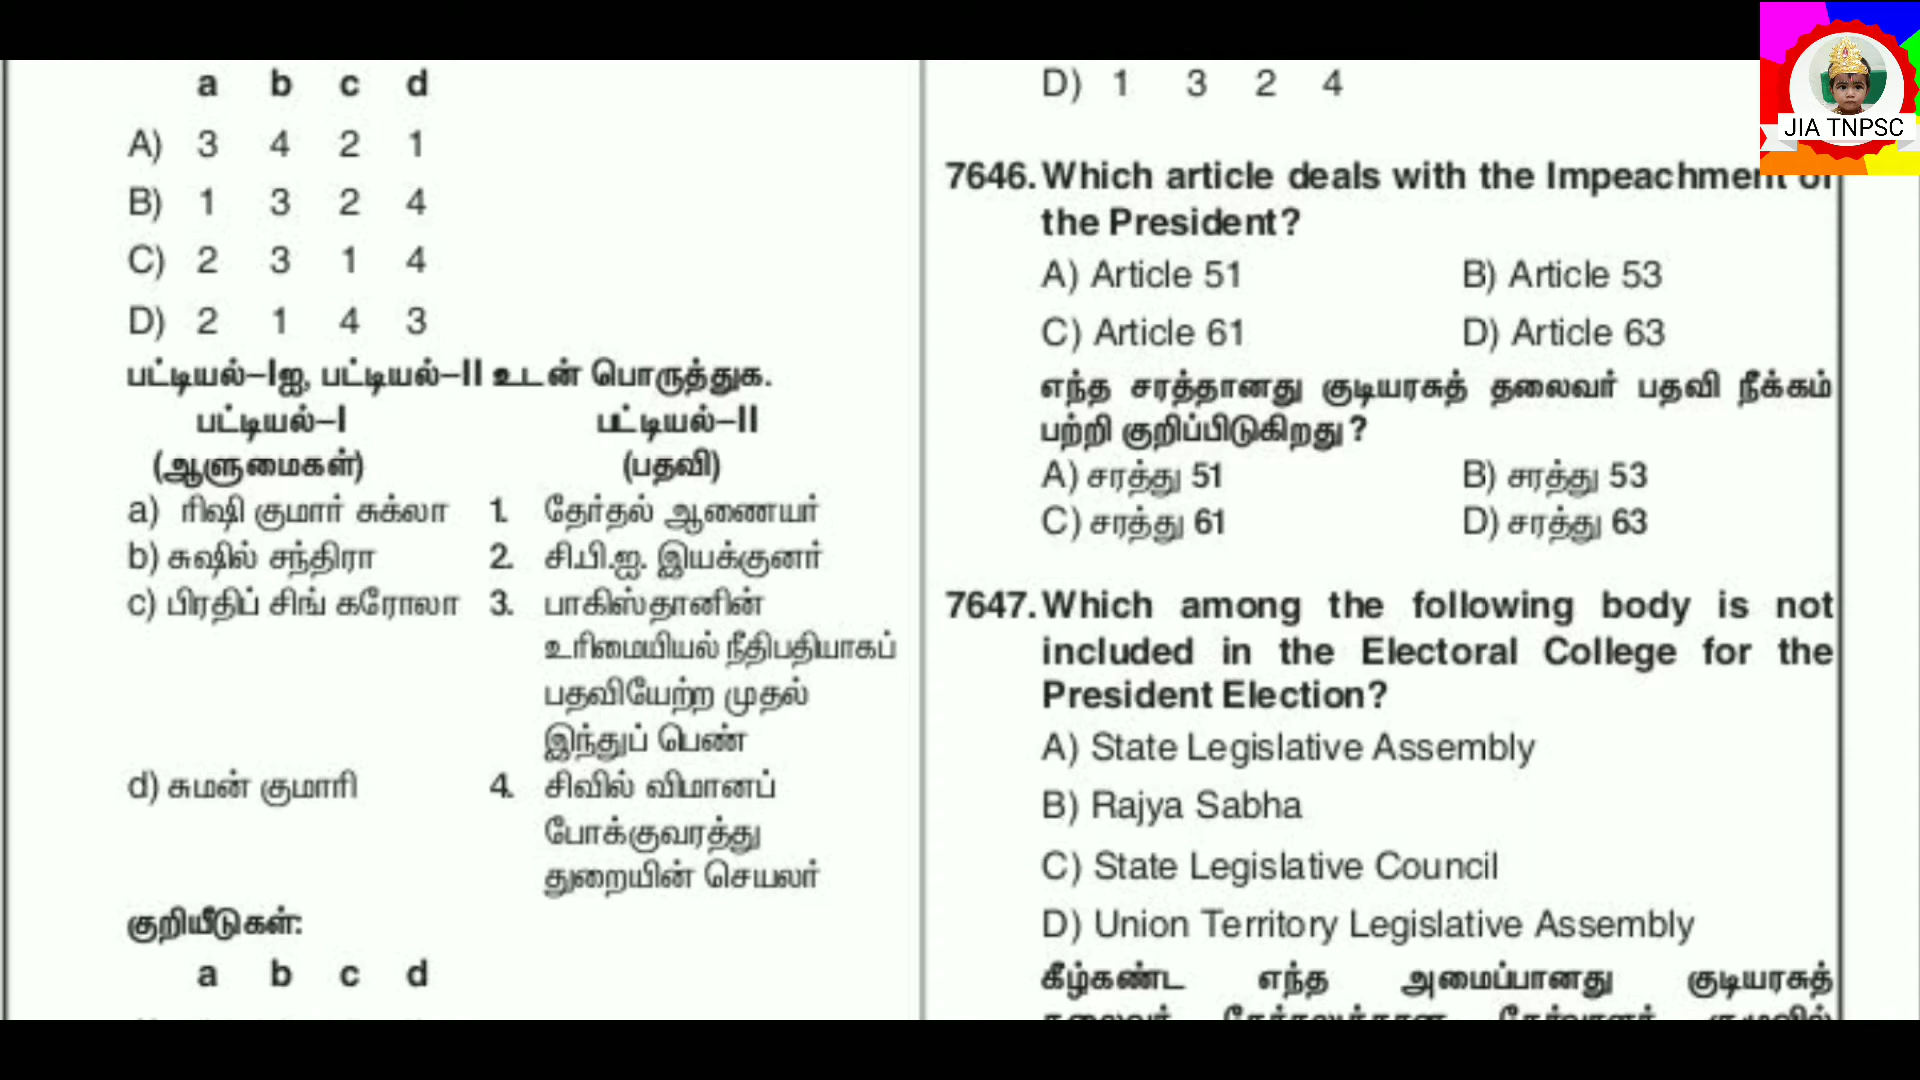 a b c d
A) 3 4 2 1
B) 1 3 2 4
C) 2 3 1 4
D) 2 1 4 3
பட்டியல்–Iஐ, பட்டியல்–II உடன் பொருத்துக.
பட்டியல்–I பட்டியல்–II
(ஆளுமைகள்) (பதவி)
a) ரிஷி குமார் சுக்லா 1. தேர்தல் ஆணையர்
b) சுஷில் சந்திரா 2. சி.பி.ஐ. இயக்குனர்
c) பிரதிப் சிங் கரோலா 3. பாகிஸ்தானின்
உரிமையியல் நீதிபதியாகப்
பதவியேற்ற முதல்
இந்துப் பெண்
d) சுமன் குமாரி 4. சிவில் விமானப்
போக்குவரத்து
துறையின் செயலர்
குறியீடுகள்:
a b c d
D) 1 3 2 4
7646. Which article deals with the Impeachment of
the President?
A) Article 51 B) Article 53
C) Article 61 D) Article 63
எந்த சரத்தானது குடியரசுத் தலைவர் பதவி நீக்கம்
பற்றி குறிப்பிடுகிறது?
A) சரத்து 51 B) சரத்து 53
C) சரத்து 61 D) சரத்து 63
7647. Which among the following body is not
included in the Electoral College for the
President Election?
A) State Legislative Assembly
B) Rajya Sabha
C) State Legislative Council
D) Union Territory Legislative Assembly
கீழ்கண்ட எந்த அமைப்பானது குடியரசுத்
JIA TNPSC